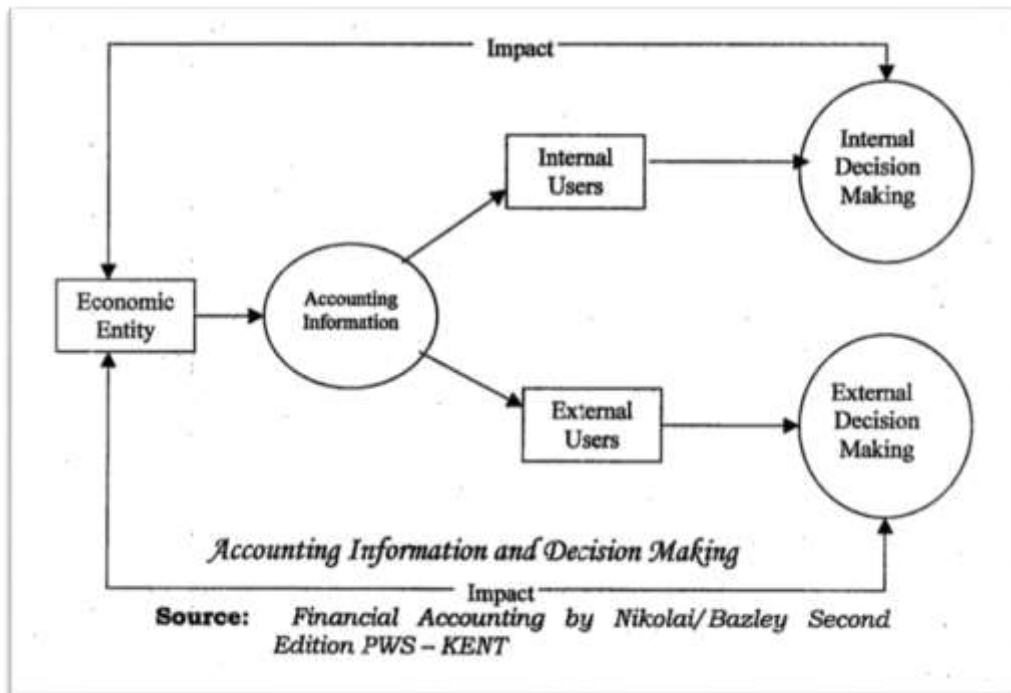 Impact
Internal
Decision
Making
Internal
Users
Economic
Entity
Accounting
Information
External
Users
External
Decision
Making
Accounting Information and Decision Making
Impact
Source: Financial Accounting by Nikolai/Bazley Second
Edition PWS – KENT